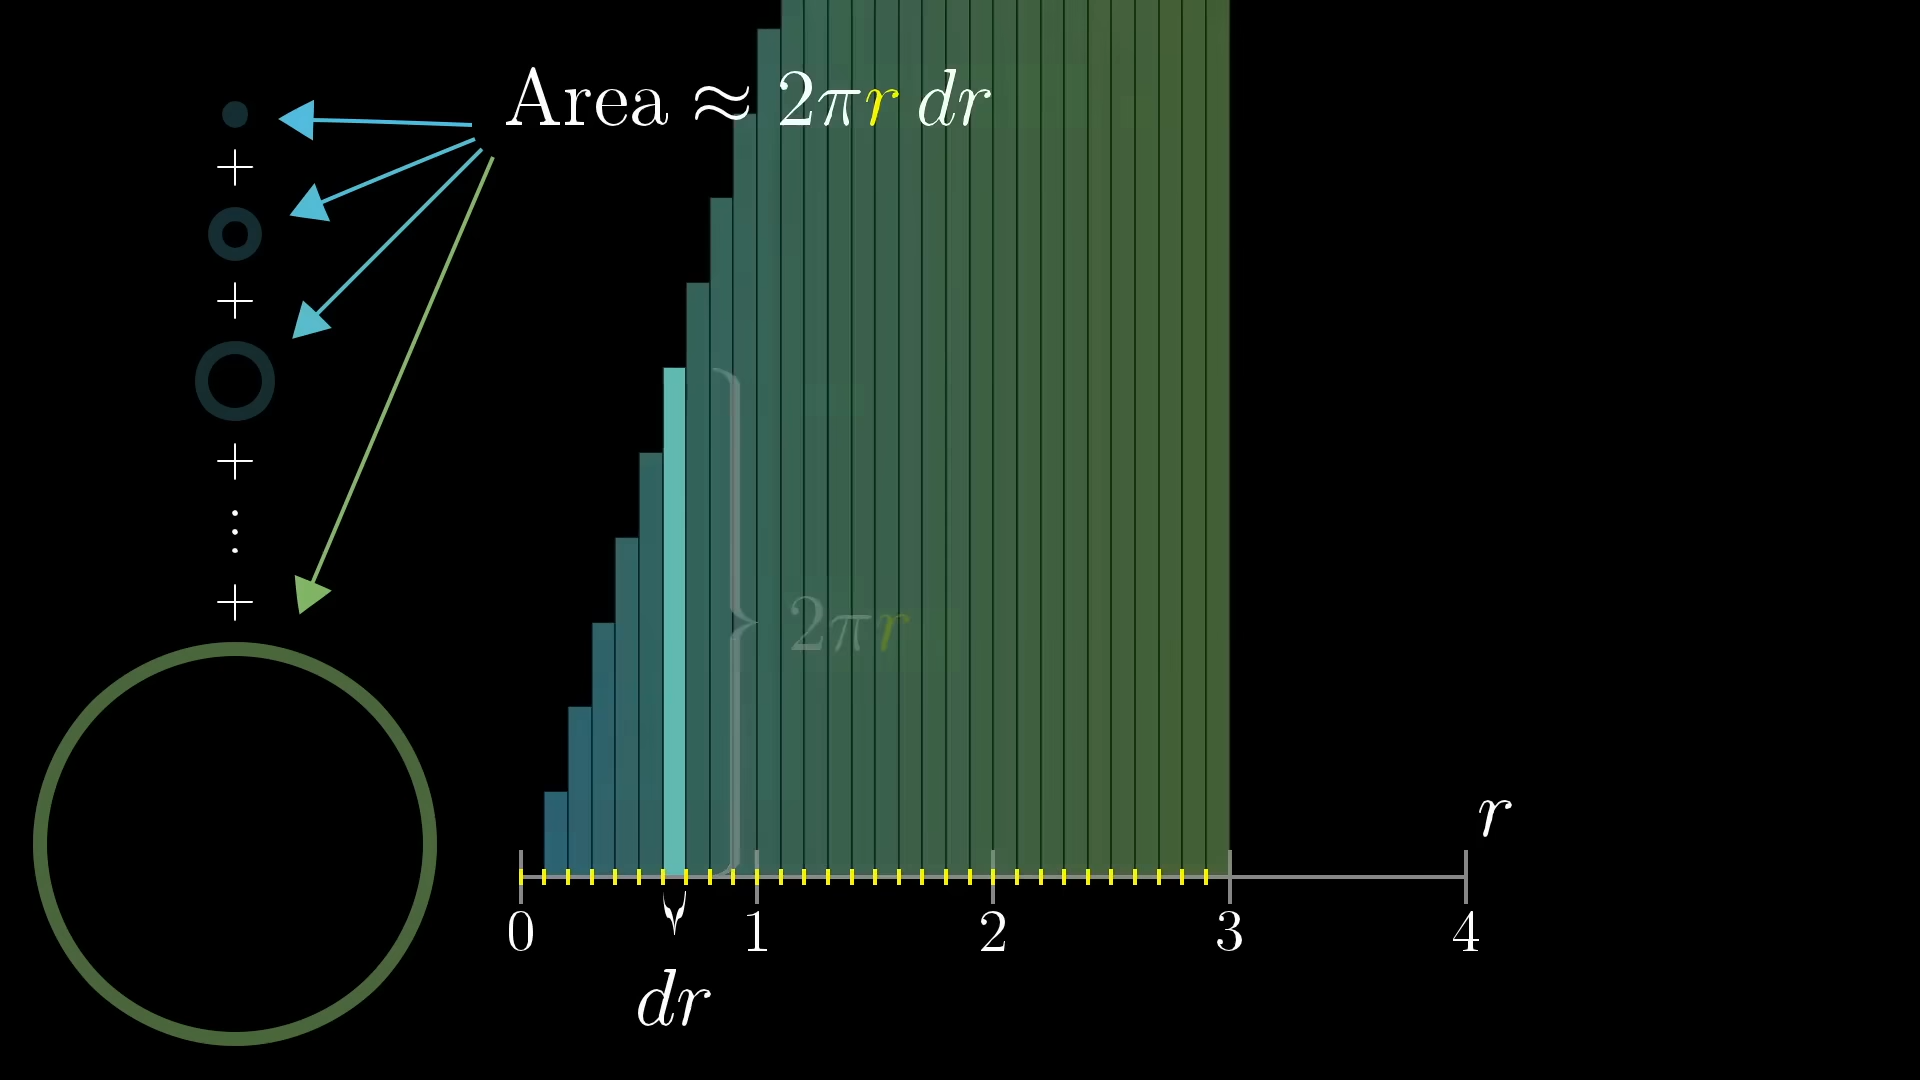 Area ≈ 2πr dr
+
+
+
⋮
+
2πr
r
0 1 2 3 4
dr